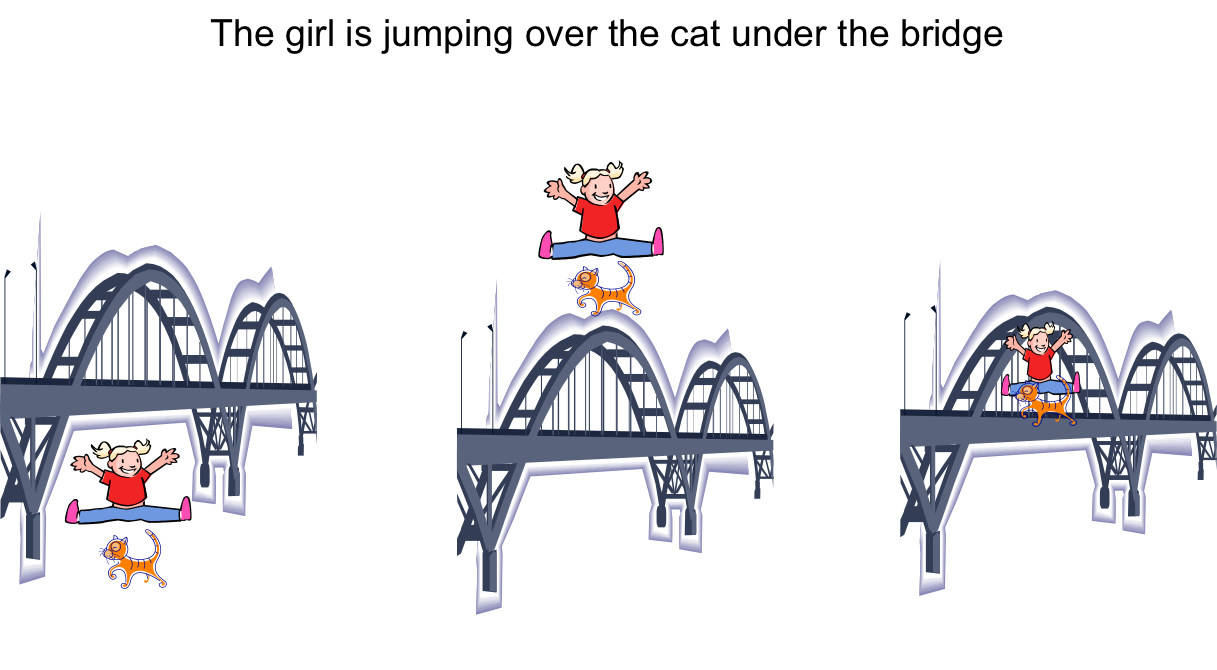 The girl is jumping over the cat under the bridge